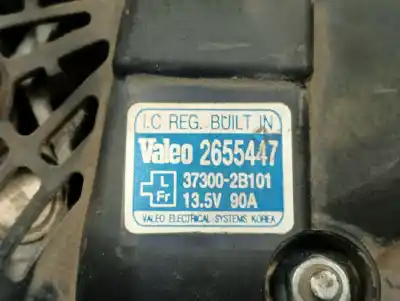 I.C REG. BUILT IN
Valeo 2655447
L 37300-2B101
Fr 13.5V 90A
VALEO ELECTRICAL SYSTEMS KOREA